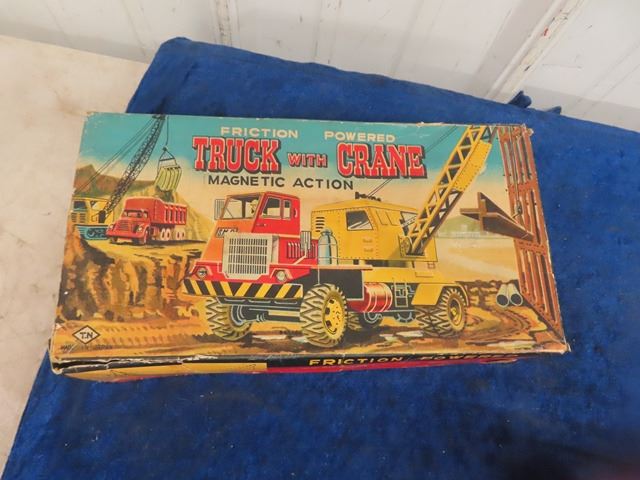 FRICTION POWERED
TRUCK WITH CRANE
MAGNETIC ACTION
T.N
FRICTION POWERED